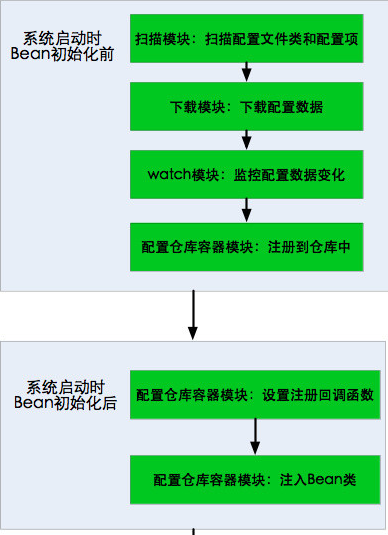 系统启动时
Bean初始化前
扫描模块：扫描配置文件类和配置项
下载模块：下载配置数据
watch模块：监控配置数据变化
配置仓库容器模块：注册到仓库中
系统启动时
Bean初始化后
配置仓库容器模块：设置注册回调函数
配置仓库容器模块：注入Bean类